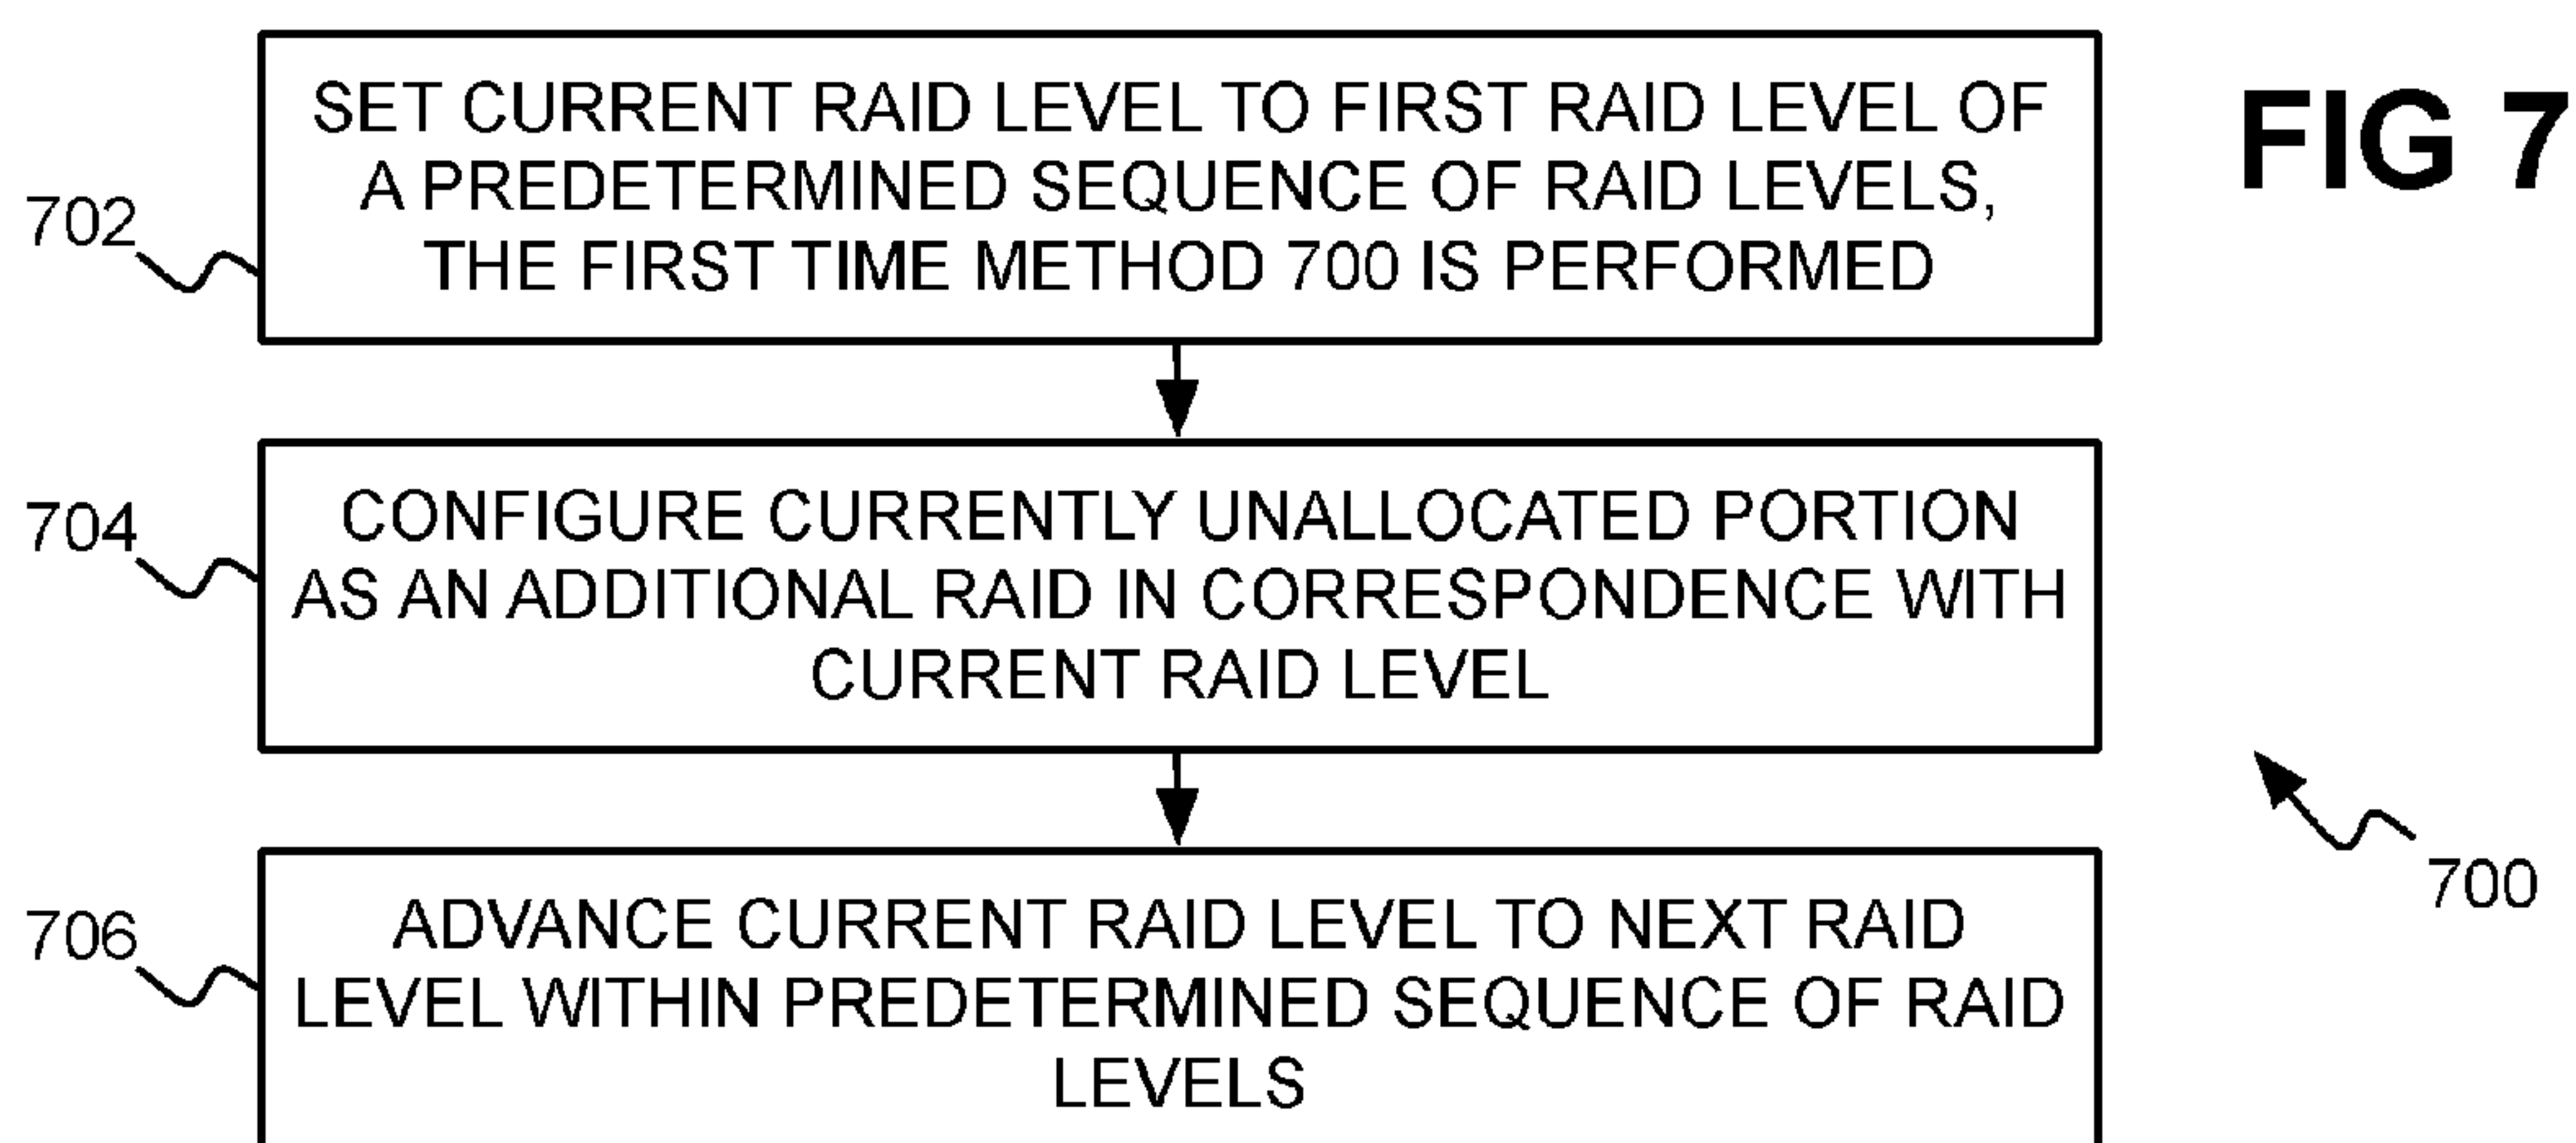 FIG 7
702
SET CURRENT RAID LEVEL TO FIRST RAID LEVEL OF
A PREDETERMINED SEQUENCE OF RAID LEVELS,
THE FIRST TIME METHOD 700 IS PERFORMED
704
CONFIGURE CURRENTLY UNALLOCATED PORTION
AS AN ADDITIONAL RAID IN CORRESPONDENCE WITH
CURRENT RAID LEVEL
706
ADVANCE CURRENT RAID LEVEL TO NEXT RAID
LEVEL WITHIN PREDETERMINED SEQUENCE OF RAID
LEVELS
700